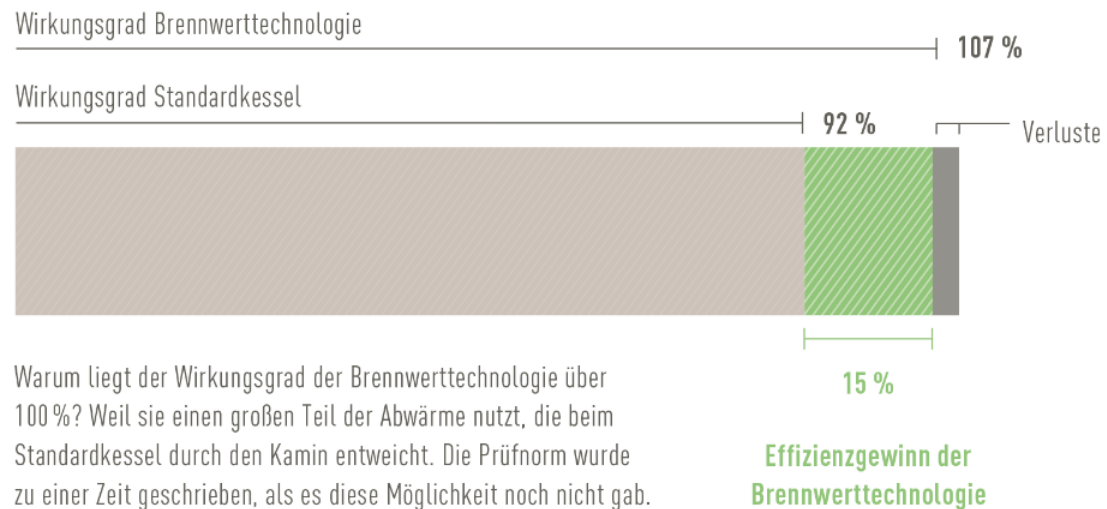 Wirkungsgrad Brennwerttechnologie
107 %
Wirkungsgrad Standardkessel
92 %
Verluste
Warum liegt der Wirkungsgrad der Brennwerttechnologie über
100 %? Weil sie einen großen Teil der Abwärme nutzt, die beim
Standardkessel durch den Kamin entweicht. Die Prüfnorm wurde
zu einer Zeit geschrieben, als es diese Möglichkeit noch nicht gab.
15 %
Effizienzgewinn der
Brennwerttechnologie